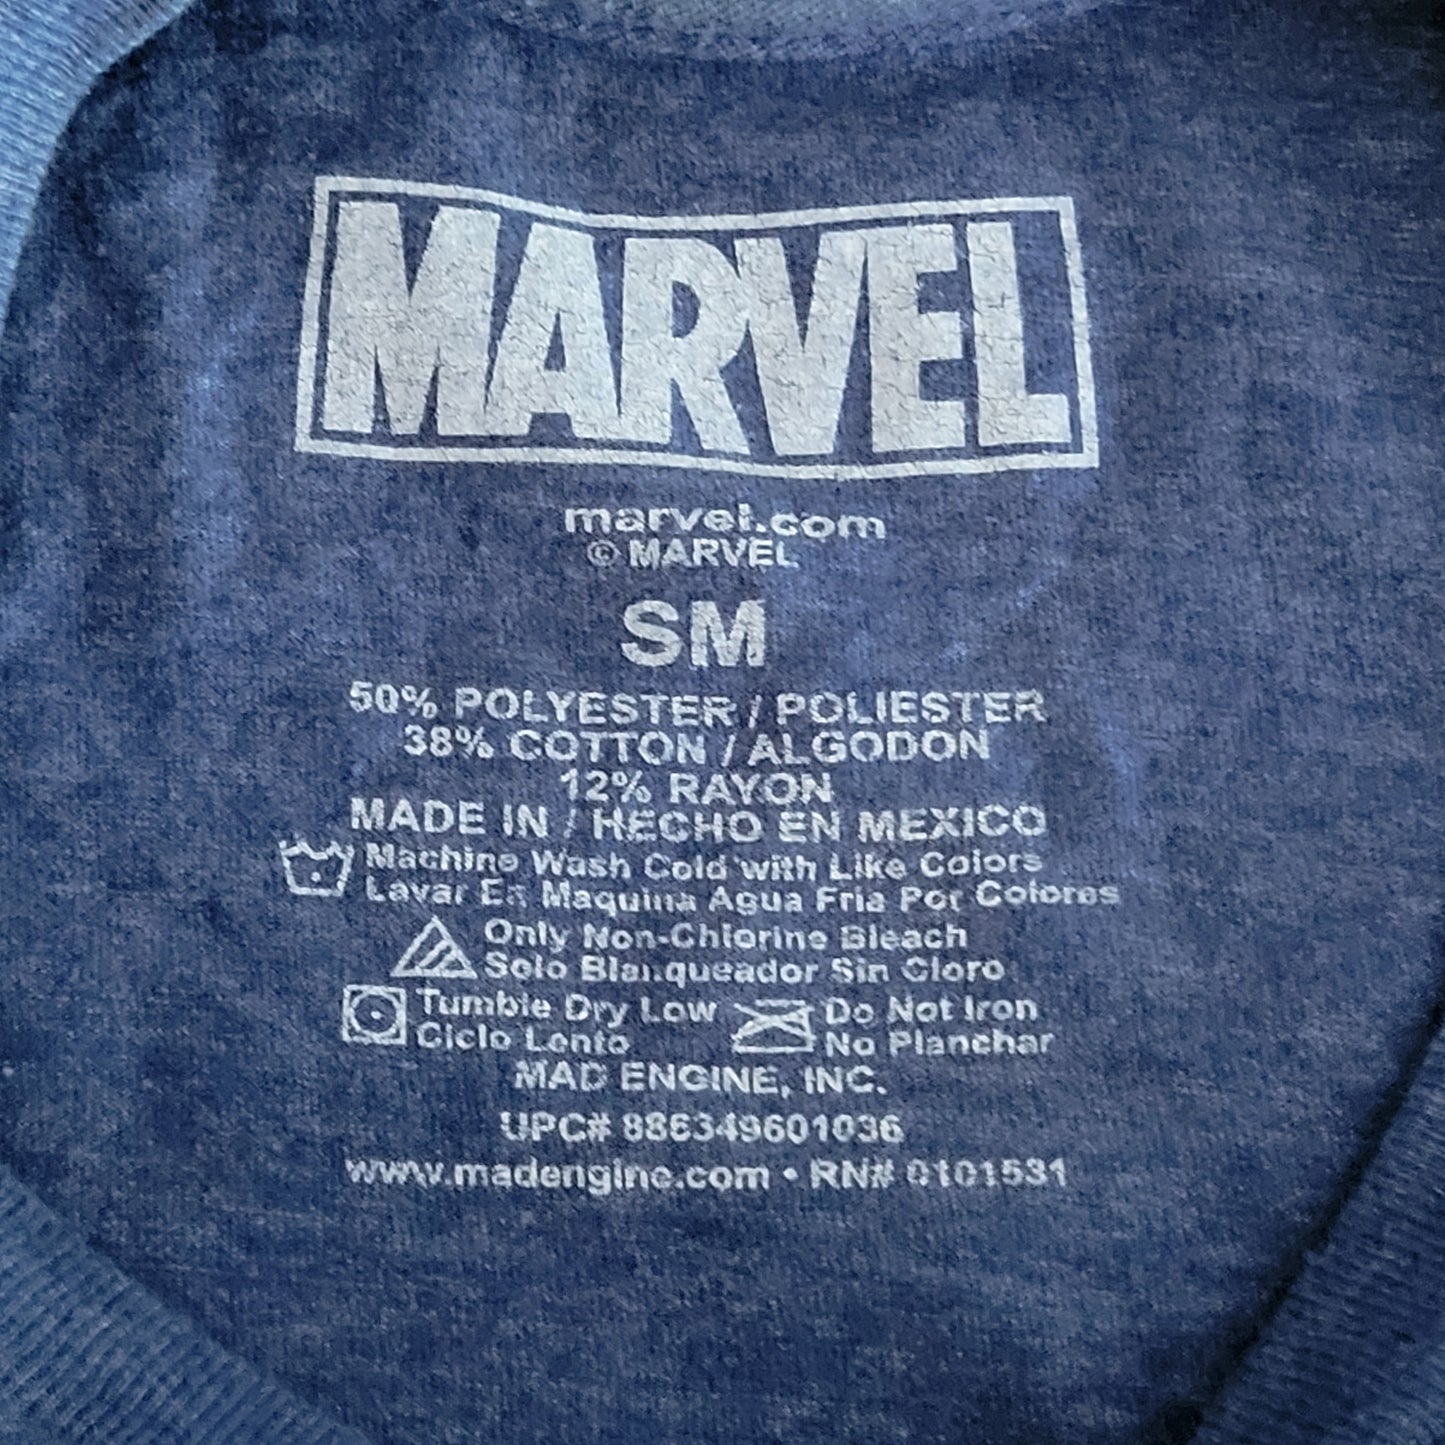 MARVEL
marvel.com
© MARVEL
SM
50% POLYESTER / POLIESTER
38% COTTON / ALGODON
12% RAYON
MADE IN / HECHO EN MEXICO
Machine Wash Cold with Like Colors
Lavar En Maquina Agua Fria Por Colores
Only Non-Chlorine Bleach
Solo Blanqueador Sin Cloro
Tumble Dry Low
Ciclo Lento
Do Not Iron
No Planchar
MAD ENGINE, INC.
UPC# 886349601036
www.madengine.com • RN# 0101531